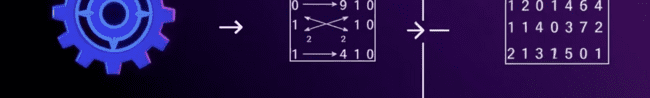 0 → 9 1 0
1 1 0
2 2
1 → 4 1 0
1 2 0 1 4 6 4
1 1 4 0 3 7 2
2 1 3 1 5 0 1